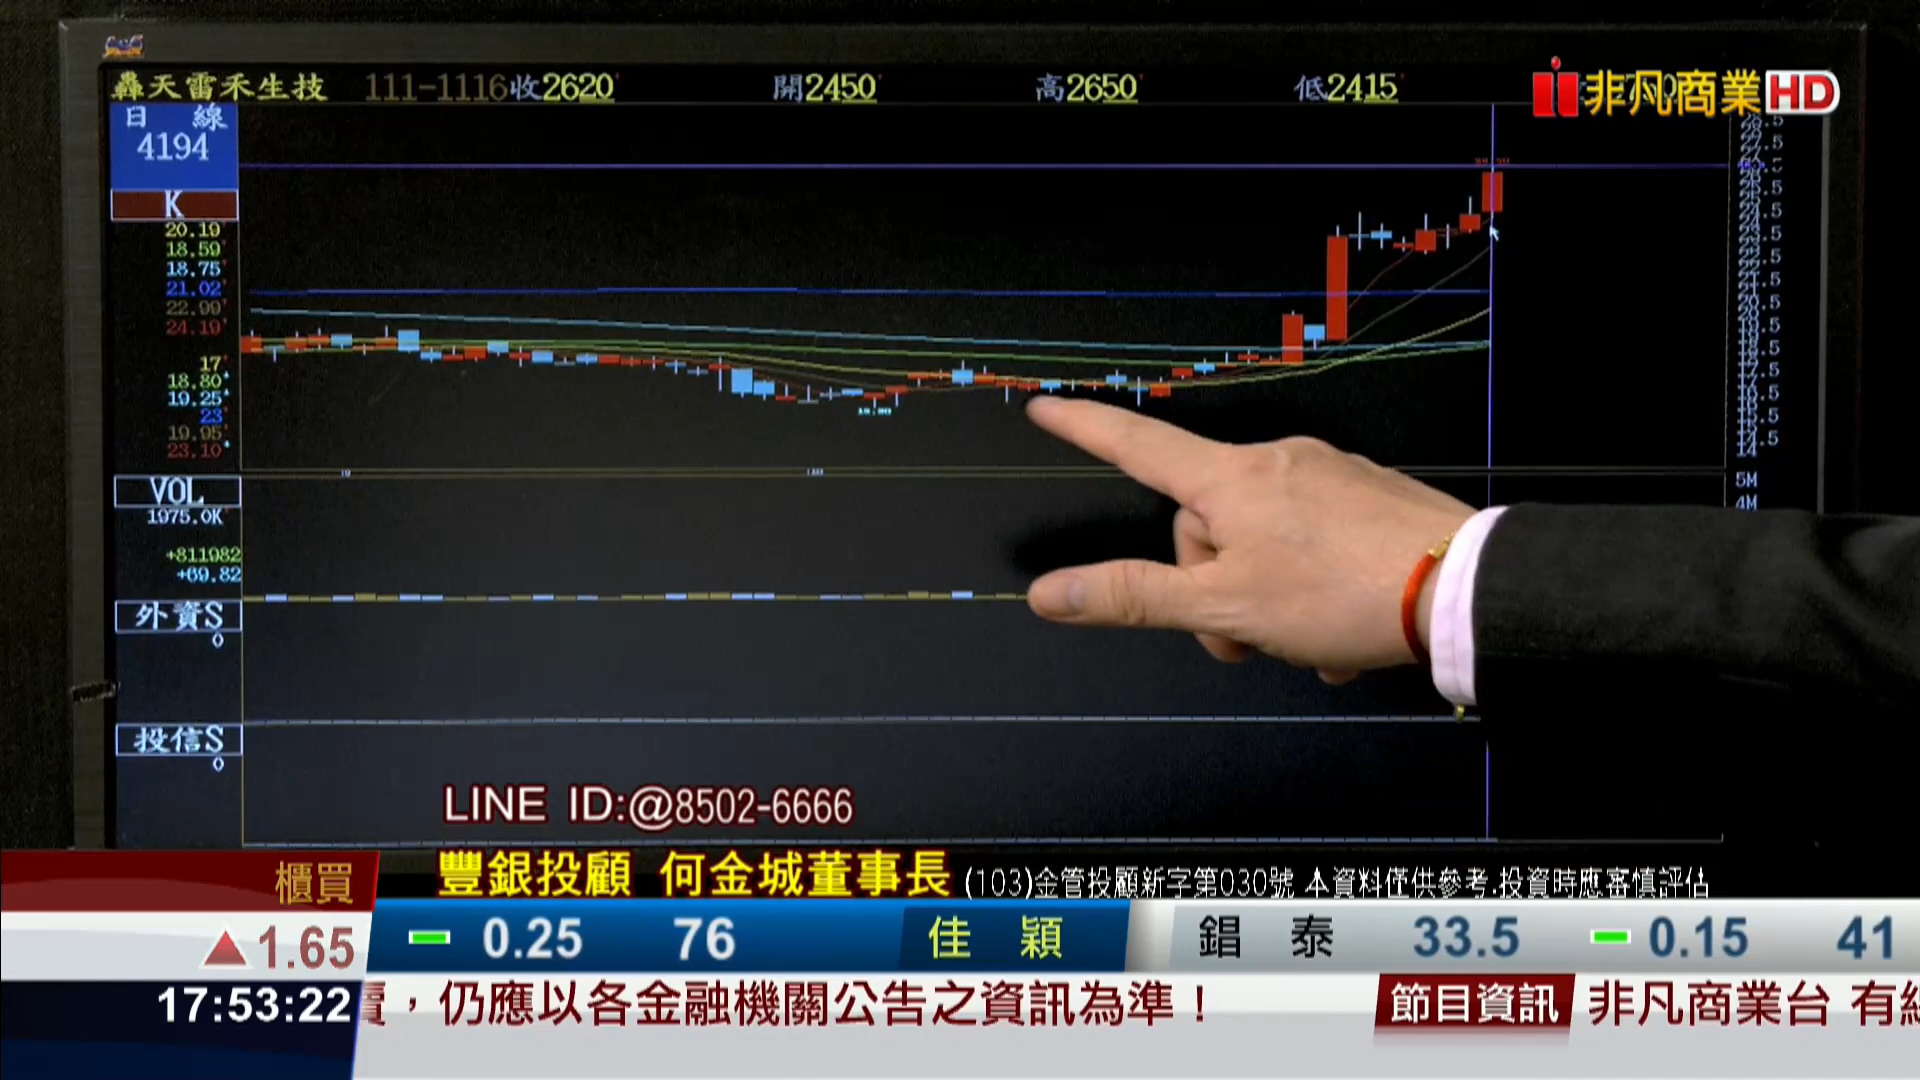 轟天雷禾生技 111-1116收2620 開2450 高2650 低2415
非凡商業HD
日 線
4194
K
20.19
18.59
18.75
21.02
22.99
24.19
17
18.80
19.25
23
19.95
23.10
VOL
1975.0K
+811982
+69.82
外資S
0
投信S
0
5M
4M
LINE ID:@8502-6666
豐銀投顧 何金城董事長 (103)金管投顧新字第030號 本資料僅供參考.投資時應審慎評估
櫃買
▲1.65
0.25 76 佳 穎 錩 泰 33.5 0.15 41
17:53:22
，仍應以各金融機關公告之資訊為準！ 節目資訊 非凡商業台 有